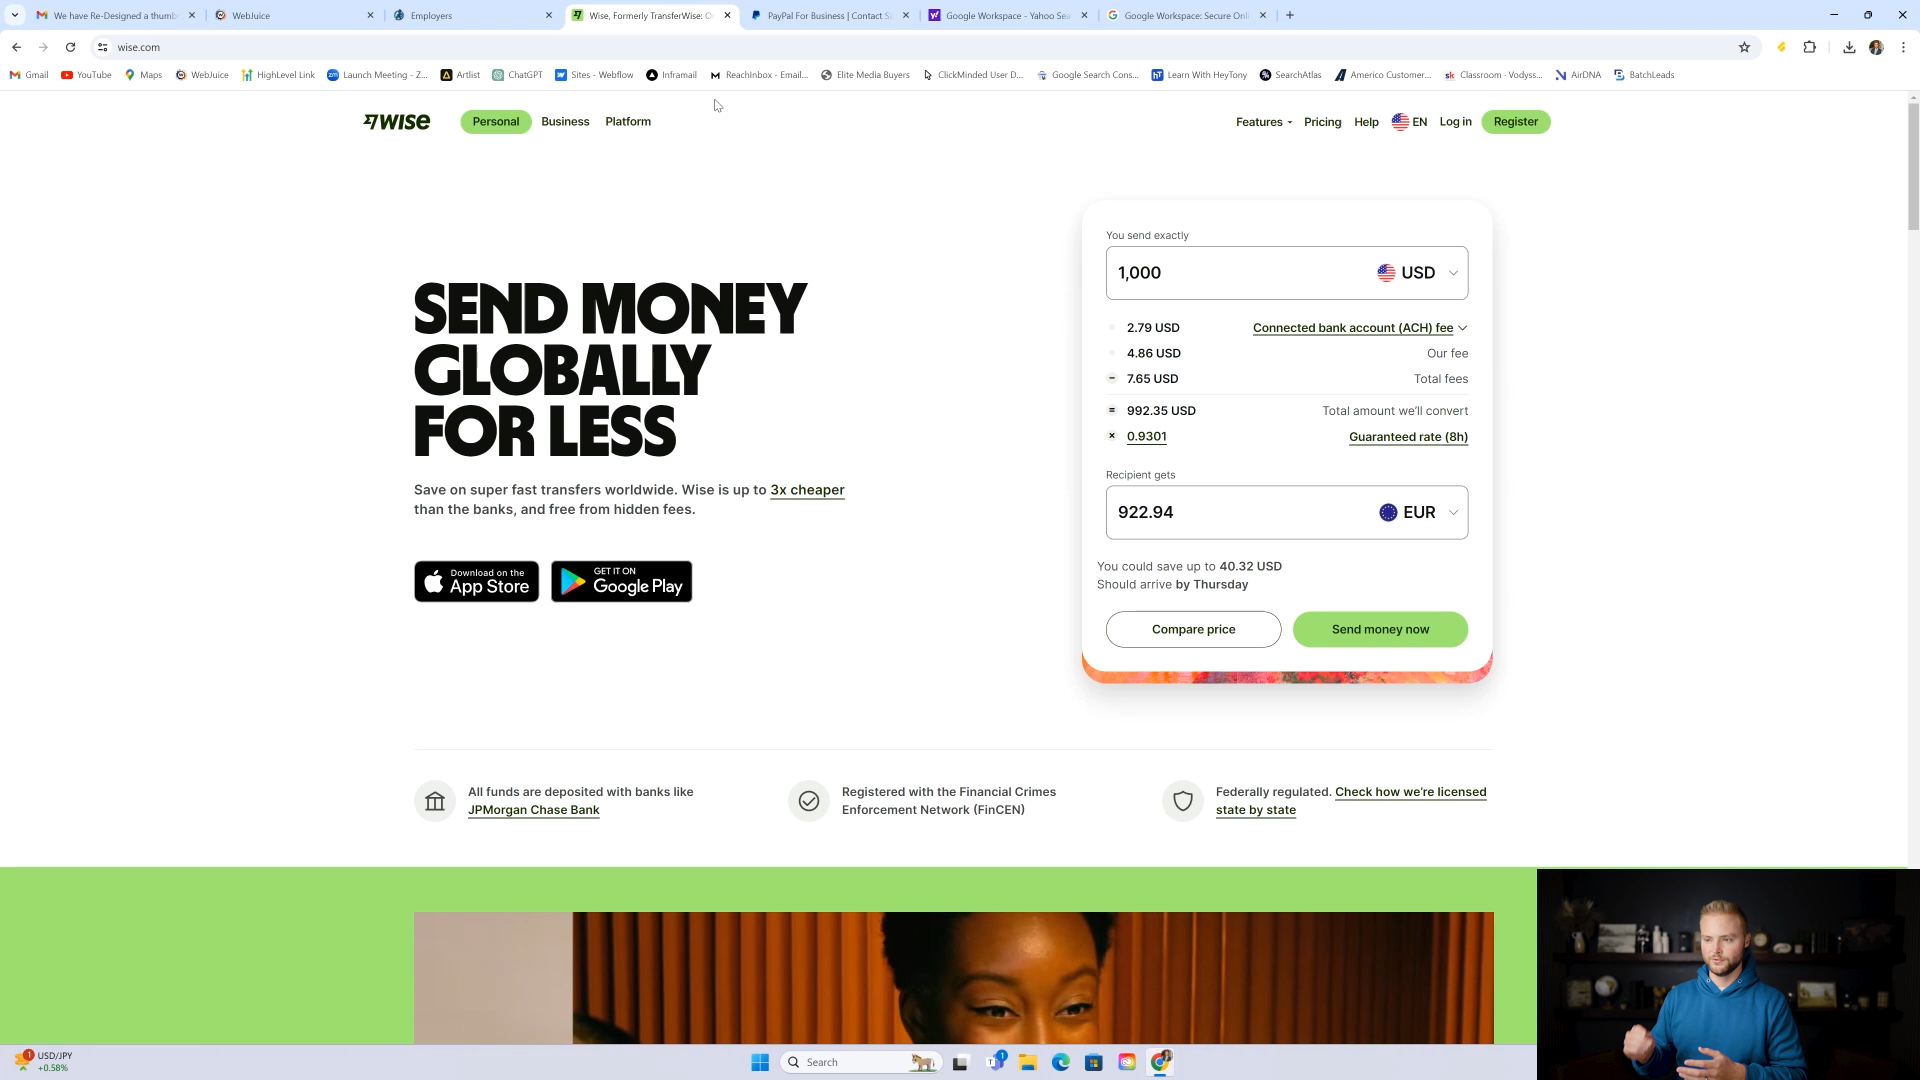 We have Re-Designed a thumb
WebJuice
Employers
Wise, Formerly TransferWise: O
PayPal For Business | Contact S
Google Workspace - Yahoo Sea
Google Workspace: Secure Onl
wise.com
Gmail
YouTube
Maps
WebJuice
HighLevel Link
Launch Meeting - Z...
Artlist
ChatGPT
Sites - Webflow
Inframail
ReachInbox - Email...
Elite Media Buyers
ClickMinded User D...
Google Search Cons...
Learn With HeyTony
SearchAtlas
Americo Customer...
Classroom · Vodyss...
AirDNA
BatchLeads
WISE
Personal
Business
Platform
Features
Pricing
Help
EN
Log in
Register
SEND MONEY
GLOBALLY
FOR LESS
Save on super fast transfers worldwide. Wise is up to 3x cheaper
than the banks, and free from hidden fees.
Download on the
App Store
GET IT ON
Google Play
You send exactly
1,000 USD
2.79 USD Connected bank account (ACH) fee
4.86 USD Our fee
– 7.65 USD Total fees
= 992.35 USD Total amount we'll convert
× 0.9301 Guaranteed rate (8h)
Recipient gets
922.94 EUR
You could save up to 40.32 USD
Should arrive by Thursday
Compare price
Send money now
All funds are deposited with banks like
JPMorgan Chase Bank
Registered with the Financial Crimes
Enforcement Network (FinCEN)
Federally regulated. Check how we're licensed
state by state
1
USD/JPY
+0.58%
Search
1